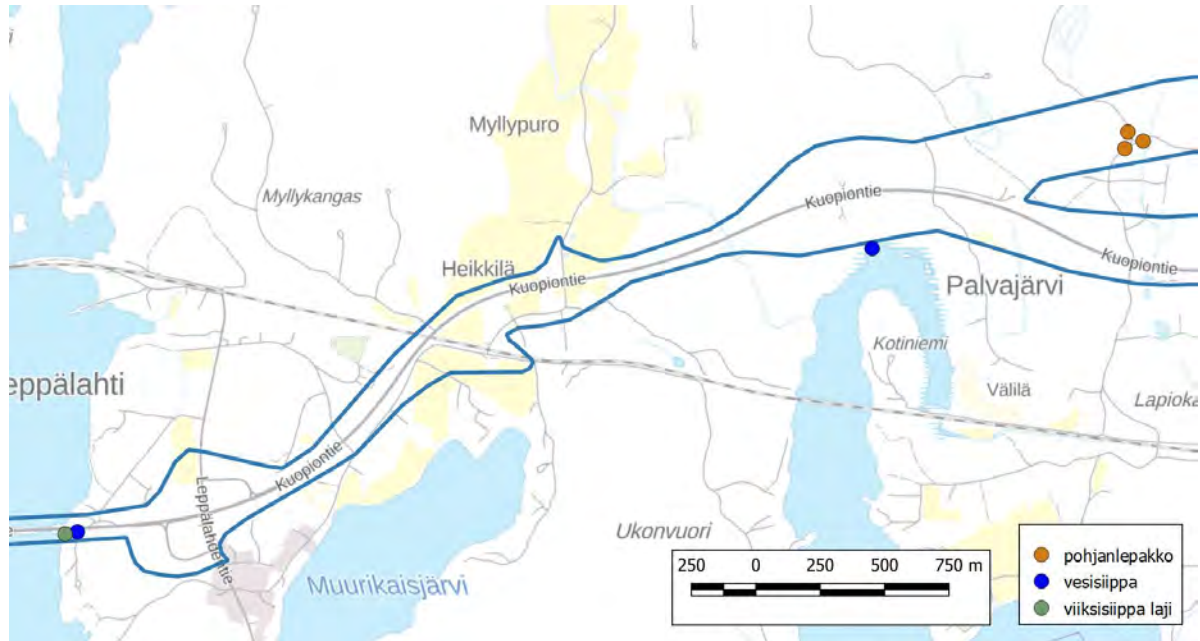 Myllypuro
Myllykangas
Kuopiontie
Heikkilä
Kuopiontie
Kuopiontie
Palvajärvi
Kotiniemi
eppälahti
Välilä
Lapioka
Kuopiontie
Leppälahdentie
Ukonvuori
Muurikaisjärvi
250 0 250 500 750 m
pohjanlepakko
vesisiippa
viiksisiippa laji